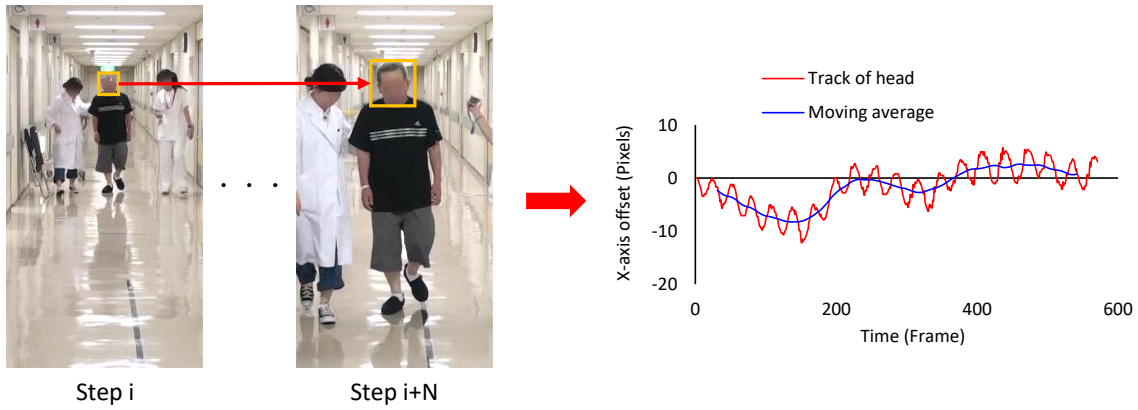 Step i
. . .
Step i+N
Track of head
Moving average
X-axis offset (Pixels)
10
0
-10
-20
0
200
400
600
Time (Frame)